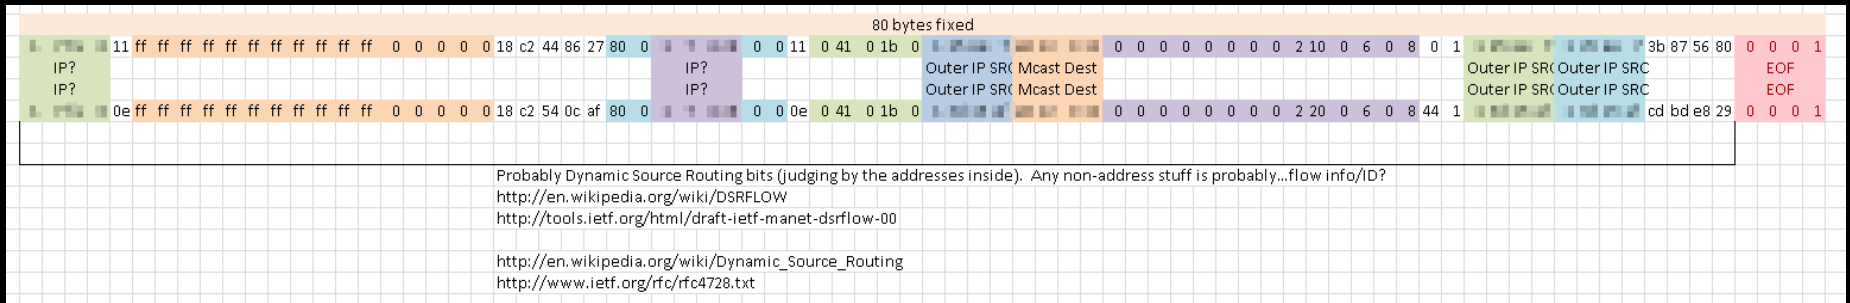 80 bytes fixed
11 ff ff ff ff ff ff ff ff ff ff ff 0 0 0 0 0 18 c2 44 86 27 80 0 0 0 11 0 41 0 1b 0 0 0 0 0 0 0 0 0 2 10 0 6 0 8 0 1 3b 87 56 80 0 0 0 1
IP? IP? Outer IP SRC Mcast Dest Outer IP SRC Outer IP SRC EOF
IP? IP? Outer IP SRC Mcast Dest Outer IP SRC Outer IP SRC EOF
0e ff ff ff ff ff ff ff ff ff ff ff 0 0 0 0 0 18 c2 54 0c af 80 0 0 0 0e 0 41 0 1b 0 0 0 0 0 0 0 0 0 2 20 0 6 0 8 44 1 cd bd e8 29 0 0 0 1
Probably Dynamic Source Routing bits (judging by the addresses inside). Any non-address stuff is probably...flow info/ID?
http://en.wikipedia.org/wiki/DSRFLOW
http://tools.ietf.org/html/draft-ietf-manet-dsrflow-00
http://en.wikipedia.org/wiki/Dynamic_Source_Routing
http://www.ietf.org/rfc/rfc4728.txt